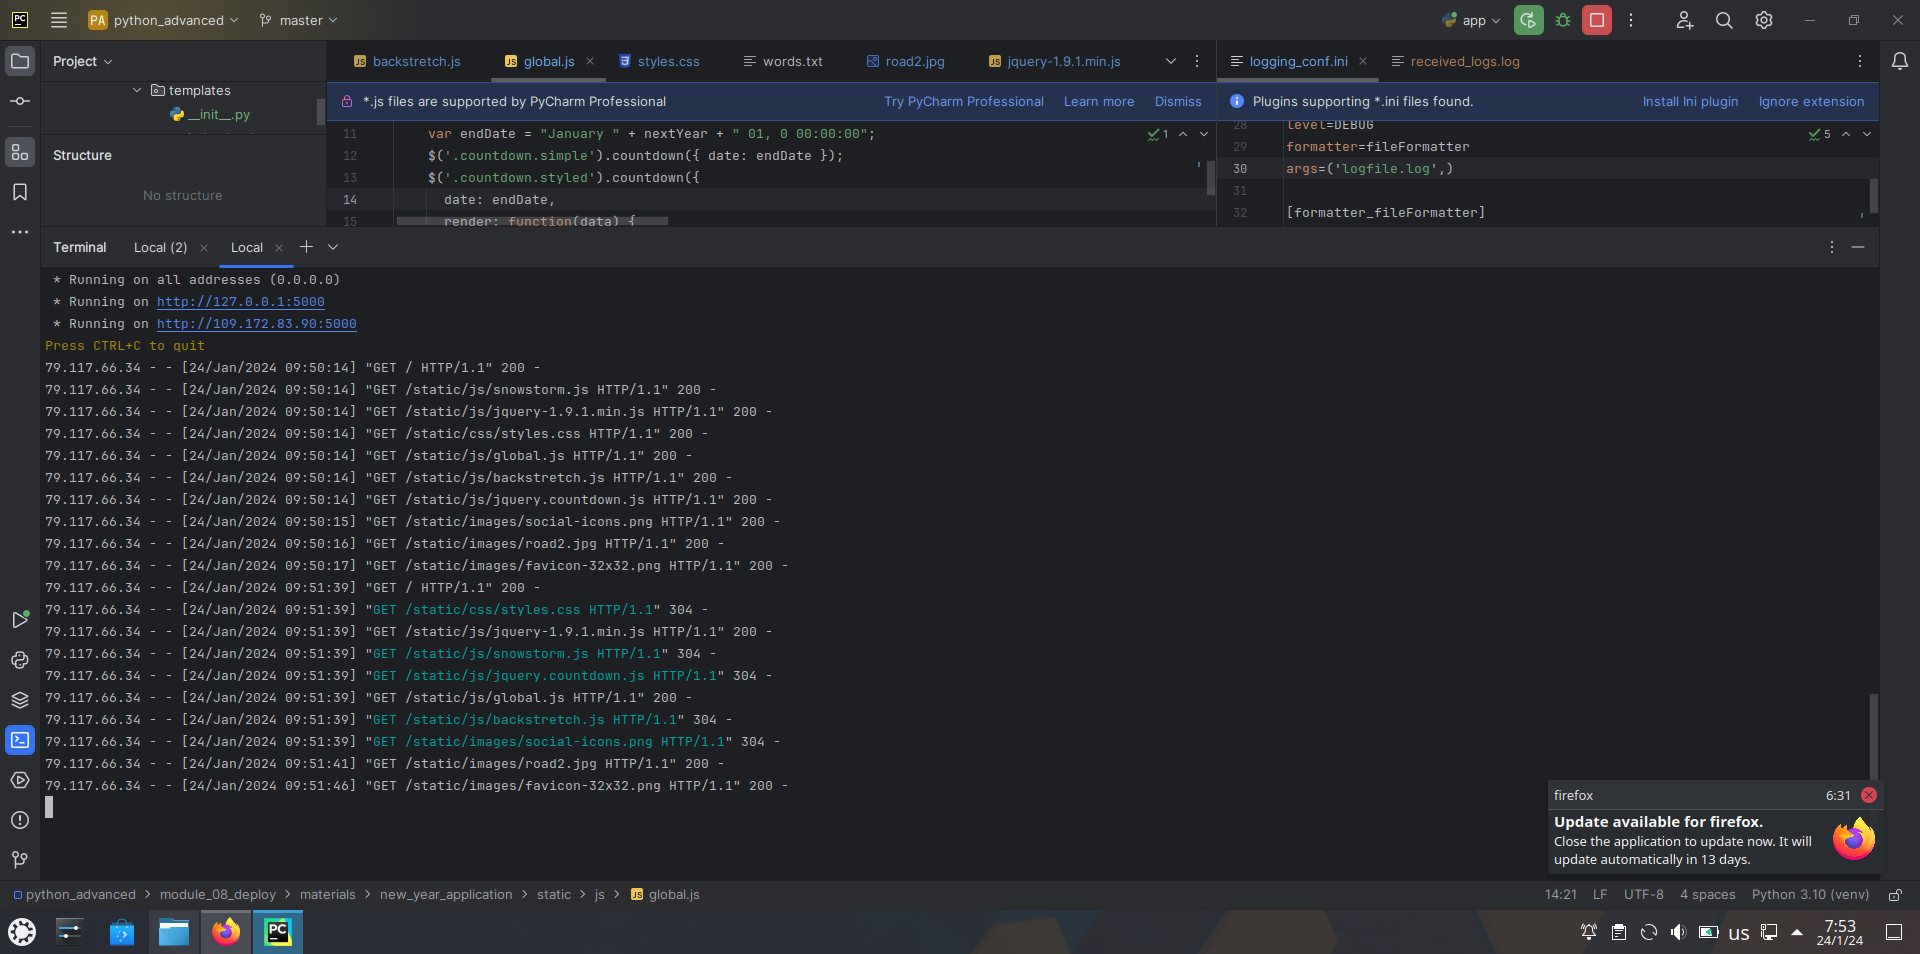 PC PA python_advanced master app
Project
templates
__init__.py
Structure
No structure
backstretch.js global.js styles.css words.txt road2.jpg jquery-1.9.1.min.js
*.js files are supported by PyCharm Professional Try PyCharm Professional Learn more Dismiss
11 var endDate = "January " + nextYear + " 01, 0 00:00:00"; 1
12 $('.countdown.simple').countdown({ date: endDate });
13 $('.countdown.styled').countdown({
14 date: endDate,
15 render: function(data) {
logging_conf.ini received_logs.log
Plugins supporting *.ini files found. Install Ini plugin Ignore extension
28 level=DEBUG 5
29 formatter=fileFormatter
30 args=('logfile.log',)
31
32 [formatter_fileFormatter]
Terminal Local (2) Local
* Running on all addresses (0.0.0.0)
* Running on http://127.0.0.1:5000
* Running on http://109.172.83.90:5000
Press CTRL+C to quit
79.117.66.34 - - [24/Jan/2024 09:50:14] "GET / HTTP/1.1" 200 -
79.117.66.34 - - [24/Jan/2024 09:50:14] "GET /static/js/snowstorm.js HTTP/1.1" 200 -
79.117.66.34 - - [24/Jan/2024 09:50:14] "GET /static/js/jquery-1.9.1.min.js HTTP/1.1" 200 -
79.117.66.34 - - [24/Jan/2024 09:50:14] "GET /static/css/styles.css HTTP/1.1" 200 -
79.117.66.34 - - [24/Jan/2024 09:50:14] "GET /static/js/global.js HTTP/1.1" 200 -
79.117.66.34 - - [24/Jan/2024 09:50:14] "GET /static/js/backstretch.js HTTP/1.1" 200 -
79.117.66.34 - - [24/Jan/2024 09:50:14] "GET /static/js/jquery.countdown.js HTTP/1.1" 200 -
79.117.66.34 - - [24/Jan/2024 09:50:15] "GET /static/images/social-icons.png HTTP/1.1" 200 -
79.117.66.34 - - [24/Jan/2024 09:50:16] "GET /static/images/road2.jpg HTTP/1.1" 200 -
79.117.66.34 - - [24/Jan/2024 09:50:17] "GET /static/images/favicon-32x32.png HTTP/1.1" 200 -
79.117.66.34 - - [24/Jan/2024 09:51:39] "GET / HTTP/1.1" 200 -
79.117.66.34 - - [24/Jan/2024 09:51:39] "GET /static/css/styles.css HTTP/1.1" 304 -
79.117.66.34 - - [24/Jan/2024 09:51:39] "GET /static/js/jquery-1.9.1.min.js HTTP/1.1" 200 -
79.117.66.34 - - [24/Jan/2024 09:51:39] "GET /static/js/snowstorm.js HTTP/1.1" 304 -
79.117.66.34 - - [24/Jan/2024 09:51:39] "GET /static/js/jquery.countdown.js HTTP/1.1" 304 -
79.117.66.34 - - [24/Jan/2024 09:51:39] "GET /static/js/global.js HTTP/1.1" 200 -
79.117.66.34 - - [24/Jan/2024 09:51:39] "GET /static/js/backstretch.js HTTP/1.1" 304 -
79.117.66.34 - - [24/Jan/2024 09:51:39] "GET /static/images/social-icons.png HTTP/1.1" 304 -
79.117.66.34 - - [24/Jan/2024 09:51:41] "GET /static/images/road2.jpg HTTP/1.1" 200 -
79.117.66.34 - - [24/Jan/2024 09:51:46] "GET /static/images/favicon-32x32.png HTTP/1.1" 200 -
firefox 6:31
Update available for firefox.
Close the application to update now. It will
update automatically in 13 days.
python_advanced > module_08_deploy > materials > new_year_application > static > js > global.js 14:21 LF UTF-8 4 spaces Python 3.10 (venv)
PC us 7:53
24/1/24